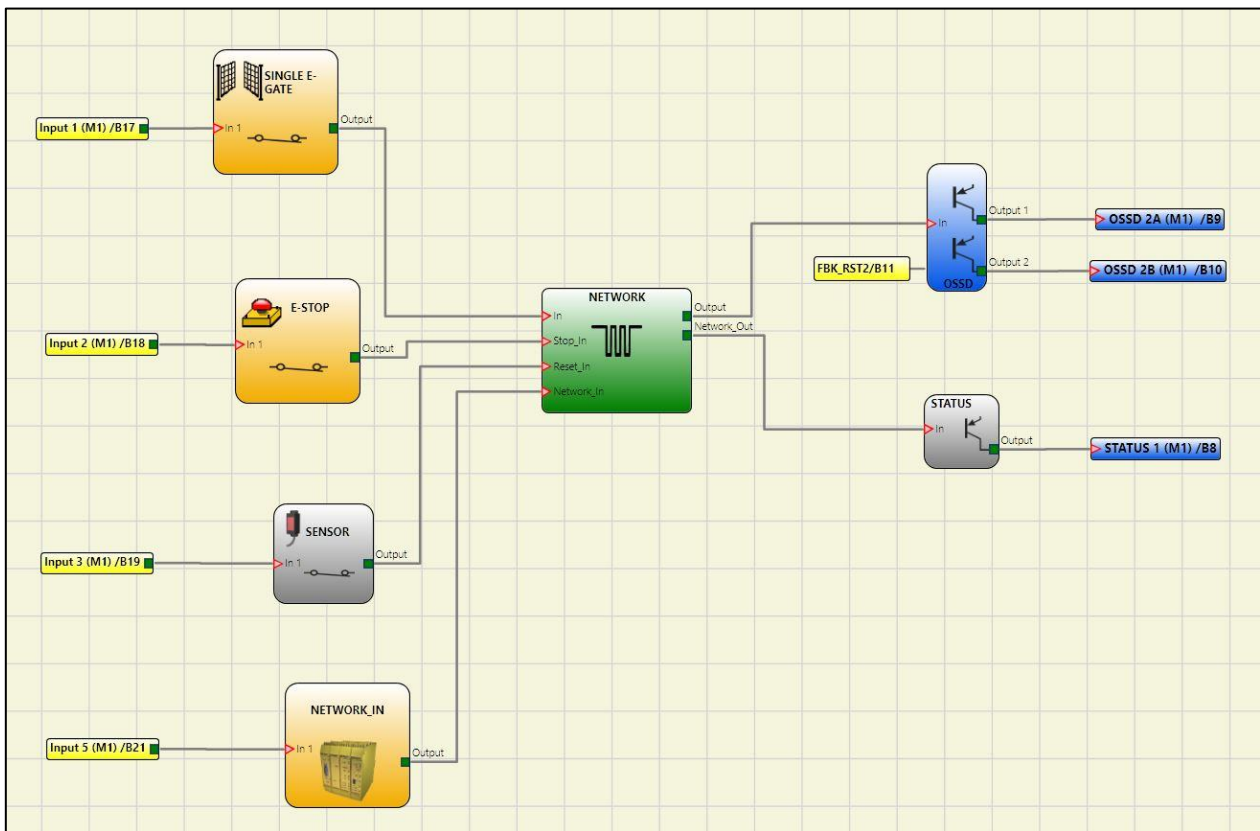 SINGLE E-
GATE
Input 1 (M1) /B17
In 1
Output
E-STOP
Input 2 (M1) /B18
In 1
Output
SENSOR
Input 3 (M1) /B19
In 1
Output
NETWORK_IN
Input 5 (M1) /B21
In 1
Output
NETWORK
In
Stop_In
Reset_In
Network_In
Output
Network_Out
In
Output 1
Output 2
OSSD
FBK_RST2/B11
OSSD 2A (M1) /B9
OSSD 2B (M1) /B10
STATUS
In
Output
STATUS 1 (M1) /B8